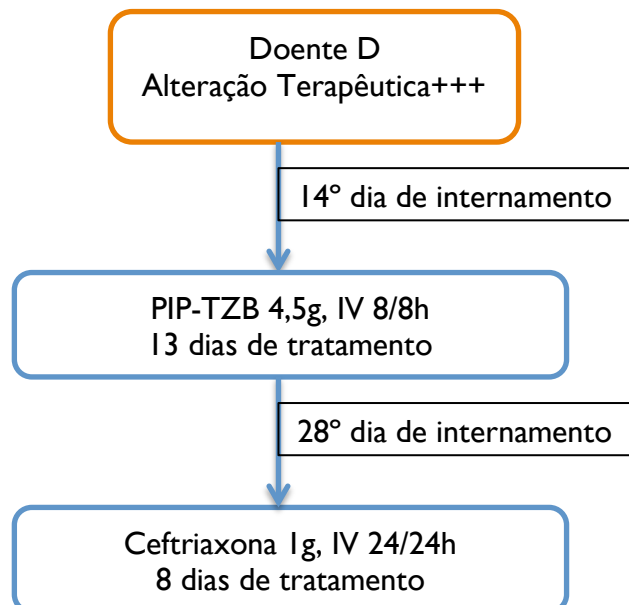 Doente D
Alteração Terapêutica+++
14º dia de internamento
PIP-TZB 4,5g, IV 8/8h
13 dias de tratamento
28º dia de internamento
Ceftriaxona 1g, IV 24/24h
8 dias de tratamento